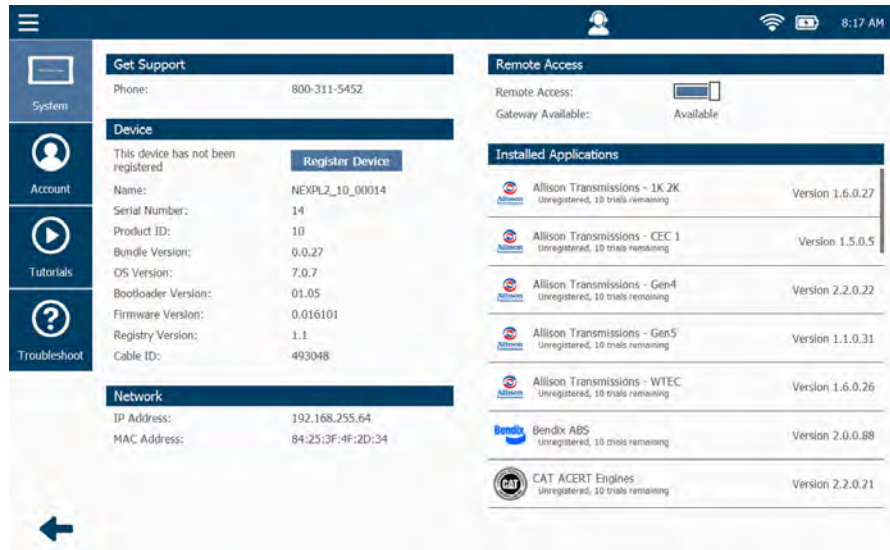 8:17 AM
System
Account
Tutorials
Troubleshoot
Get Support
Phone: 800-311-5452
Device
This device has not been
registered
Register Device
Name: NEXPL2_10_00014
Serial Number: 14
Product ID: 10
Bundle Version: 0.0.27
OS Version: 7.0.7
Bootloader Version: 01.05
Firmware Version: 0.016101
Registry Version: 1.1
Cable ID: 493048
Network
IP Address: 192.168.255.64
MAC Address: 84:25:3F:4F:2D:34
Remote Access
Remote Access:
Gateway Available: Available
Installed Applications
Allison Allison Transmissions - 1K 2K Version 1.6.0.27
Unregistered, 10 trials remaining
Allison Allison Transmissions - CEC 1 Version 1.5.0.5
Unregistered, 10 trials remaining
Allison Allison Transmissions - Gen4 Version 2.2.0.22
Unregistered, 10 trials remaining
Allison Allison Transmissions - Gen5 Version 1.1.0.31
Unregistered, 10 trials remaining
Allison Allison Transmissions - WTEC Version 1.6.0.26
Unregistered, 10 trials remaining
Bendix Bendix ABS Version 2.0.0.88
Unregistered, 10 trials remaining
CAT CAT ACERT Engines Version 2.2.0.21
Unregistered, 10 trials remaining